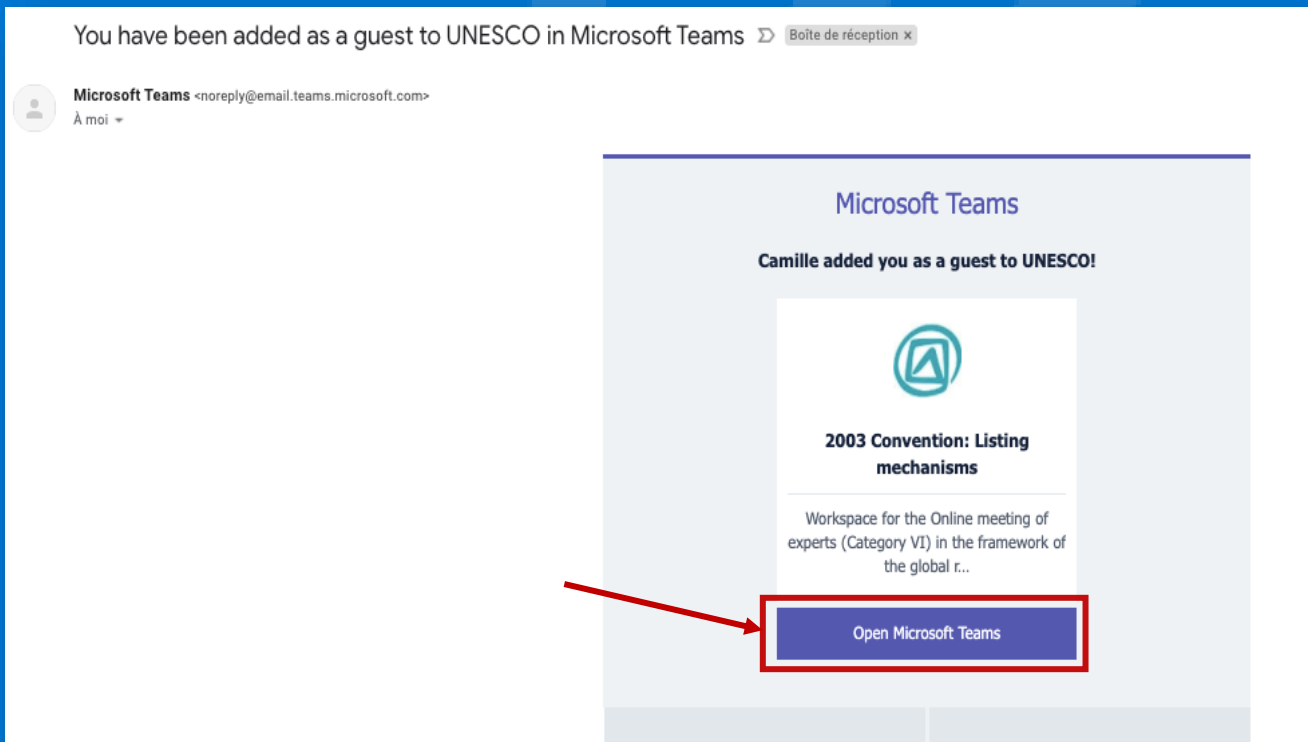 You have been added as a guest to UNESCO in Microsoft Teams Boîte de réception x
Microsoft Teams <noreply@email.teams.microsoft.com>
À moi
Microsoft Teams
Camille added you as a guest to UNESCO!
2003 Convention: Listing
mechanisms
Workspace for the Online meeting of
experts (Category VI) in the framework of
the global r...
Open Microsoft Teams